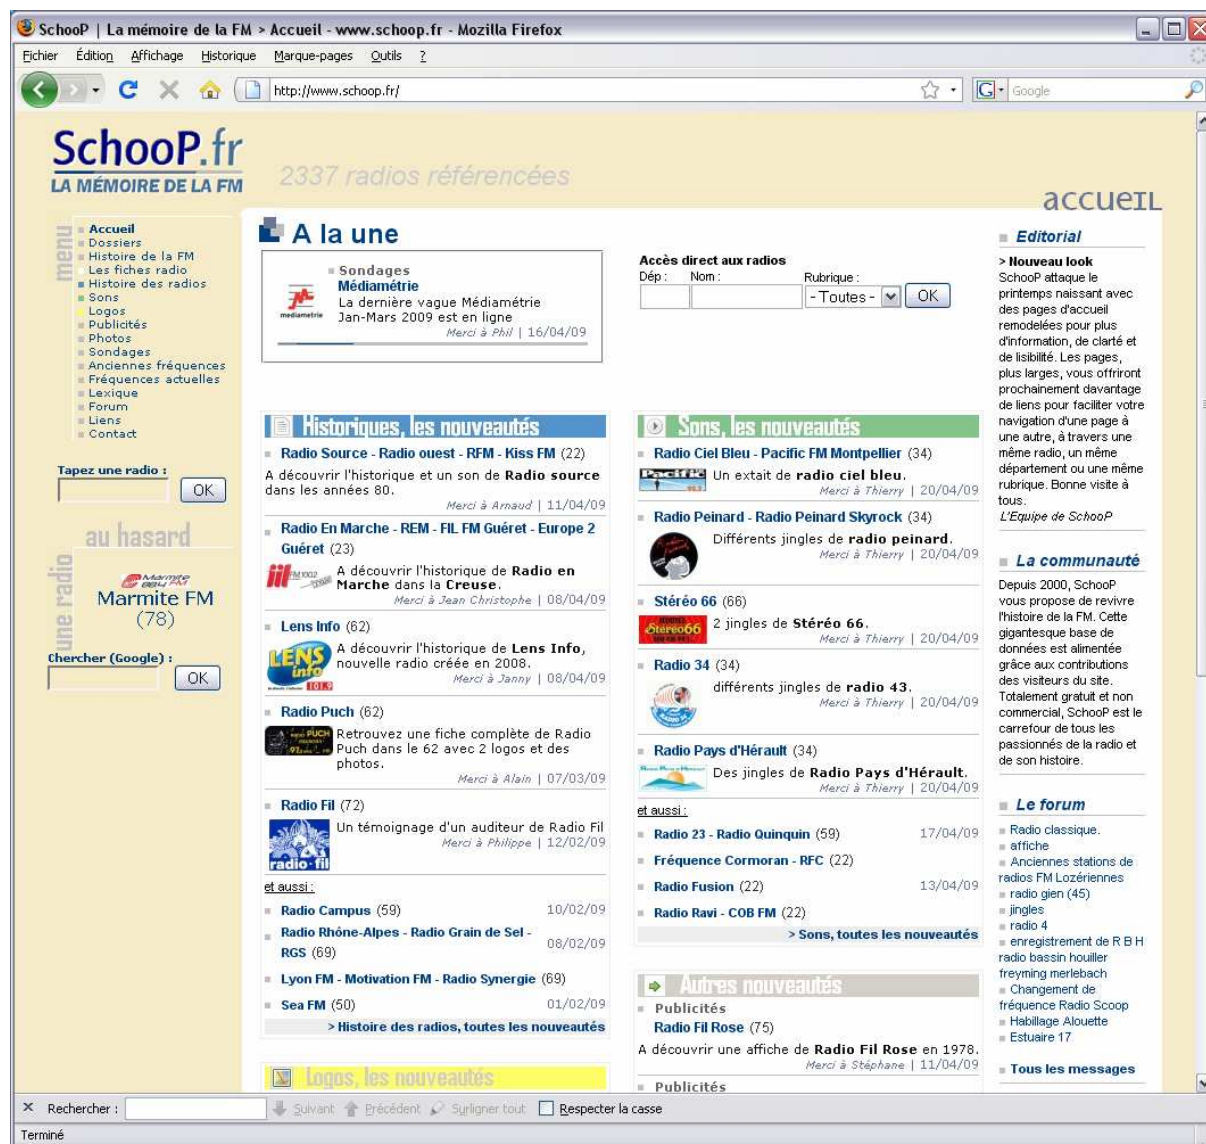 SchooP | La mémoire de la FM > Accueil - www.schoop.fr - Mozilla Firefox
Fichier Édition Affichage Historique Marque-pages Outils ?
http://www.schoop.fr/
Google
SchooP.fr
LA MÉMOIRE DE LA FM
2337 radios référencées
accueil
menu
Accueil
Dossiers
Histoire de la FM
Les fiches radio
Histoire des radios
Sons
Logos
Publicités
Photos
Sondages
Anciennes fréquences
Fréquences actuelles
Lexique
Forum
Liens
Contact
Tapez une radio :
OK
au hasard
une radio
Marmite FM
(78)
Chercher (Google) :
OK
A la une
Sondages
Médiamétrie
La dernière vague Médiamétrie
Jan-Mars 2009 est en ligne
Merci à Phil | 16/04/09
mediametrie
Accès direct aux radios
Dép : Nom : Rubrique :
- Toutes - OK
Historiques, les nouveautés
Radio Source - Radio ouest - RFM - Kiss FM (22)
A découvrir l'historique et un son de Radio source
dans les années 80.
Merci à Arnaud | 11/04/09
Radio En Marche - REM - FIL FM Guéret - Europe 2
Guéret (23)
A découvrir l'historique de Radio en
Marche dans la Creuse.
Merci à Jean Christophe | 08/04/09
Lens Info (62)
LENS
info
101.9
A découvrir l'historique de Lens Info,
nouvelle radio créée en 2008.
Merci à Janny | 08/04/09
Radio Puch (62)
Retrouvez une fiche complète de Radio
Puch dans le 62 avec 2 logos et des
photos.
Merci à Alain | 07/03/09
Radio Fil (72)
radio-fil
Un témoignage d'un auditeur de Radio Fil
Merci à Philippe | 12/02/09
et aussi :
Radio Campus (59) 10/02/09
Radio Rhône-Alpes - Radio Grain de Sel -
RGS (69) 08/02/09
Lyon FM - Motivation FM - Radio Synergie (69)
Sea FM (50) 01/02/09
> Histoire des radios, toutes les nouveautés
Logos, les nouveautés
Sons, les nouveautés
Radio Ciel Bleu - Pacific FM Montpellier (34)
Pacific
Un extait de radio ciel bleu.
Merci à Thierry | 20/04/09
Radio Peinard - Radio Peinard Skyrock (34)
Différents jingles de radio peinard.
Merci à Thierry | 20/04/09
Stéréo 66 (66)
Stereo66
2 jingles de Stéréo 66.
Merci à Thierry | 20/04/09
Radio 34 (34)
différents jingles de radio 43.
Merci à Thierry | 20/04/09
Radio Pays d'Hérault (34)
Des jingles de Radio Pays d'Hérault.
Merci à Thierry | 20/04/09
et aussi :
Radio 23 - Radio Quinquin (59) 17/04/09
Fréquence Cormoran - RFC (22)
Radio Fusion (22) 13/04/09
Radio Ravi - COB FM (22)
> Sons, toutes les nouveautés
Autres nouveautés
Publicités
Radio Fil Rose (75)
A découvrir une affiche de Radio Fil Rose en 1978.
Merci à Stéphane | 11/04/09
Publicités
Editorial
> Nouveau look
SchooP attaque le
printemps naissant avec
des pages d'accueil
remodelées pour plus
d'information, de clarté et
de lisibilité. Les pages,
plus larges, vous offriront
prochainement davantage
de liens pour faciliter votre
navigation d'une page à
une autre, à travers une
même radio, un même
département ou une même
rubrique. Bonne visite à
tous.
L'Equipe de SchooP
La communauté
Depuis 2000, SchooP
vous propose de revivre
l'histoire de la FM. Cette
gigantesque base de
données est alimentée
grâce aux contributions
des visiteurs du site.
Totalement gratuit et non
commercial, SchooP est le
carrefour de tous les
passionnés de la radio et
de son histoire.
Le forum
Radio classique.
affiche
Anciennes stations de
radios FM Lozériennes
radio gien (45)
jingles
radio 4
enregistrement de R B H
radio bassin houiller
freyming merlebach
Changement de
fréquence Radio Scoop
Habillage Alouette
Estuaire 17
Tous les messages
Rechercher : Suivant Précédent Surligner tout Respecter la casse
Terminé